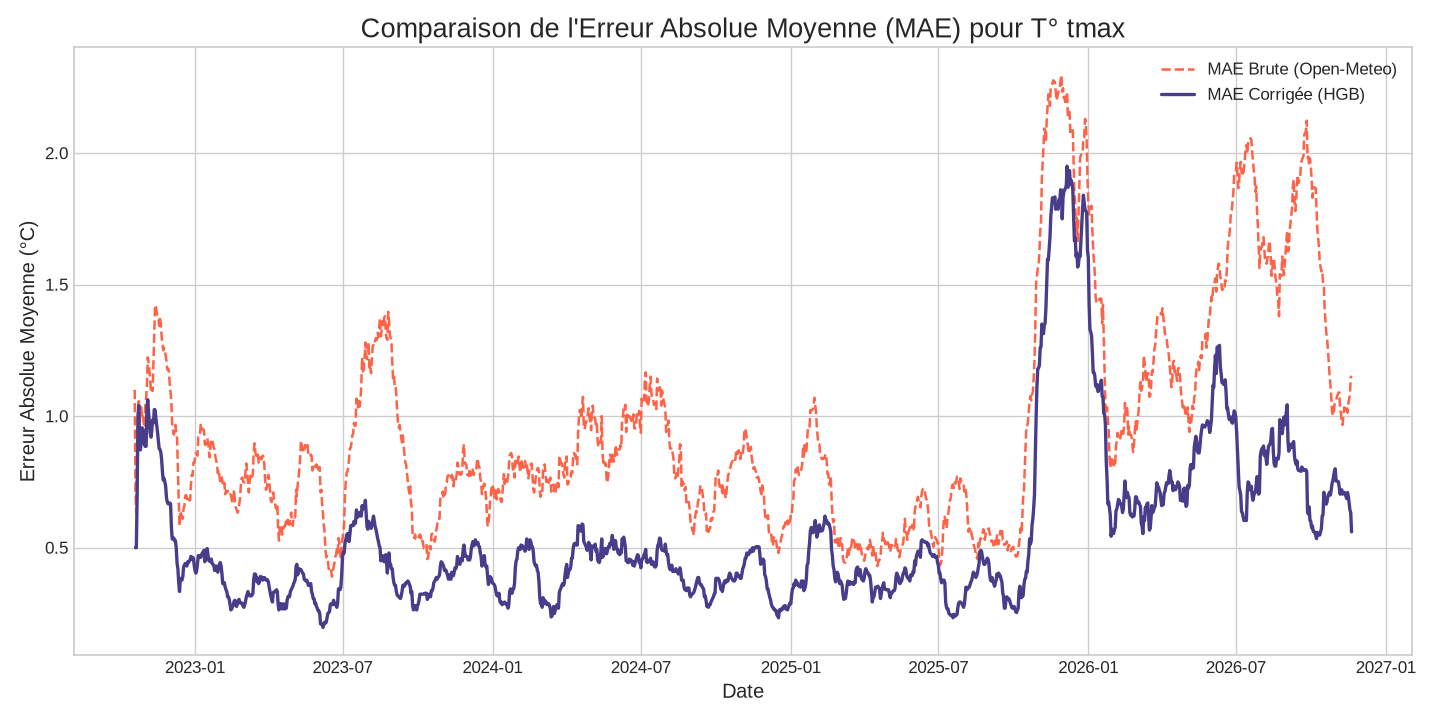 Comparaison de l'Erreur Absolue Moyenne (MAE) pour T° tmax
MAE Brute (Open-Meteo)
MAE Corrigée (HGB)
Erreur Absolue Moyenne (°C)
2.0
1.5
1.0
0.5
2023-01
2023-07
2024-01
2024-07
2025-01
2025-07
2026-01
2026-07
2027-01
Date